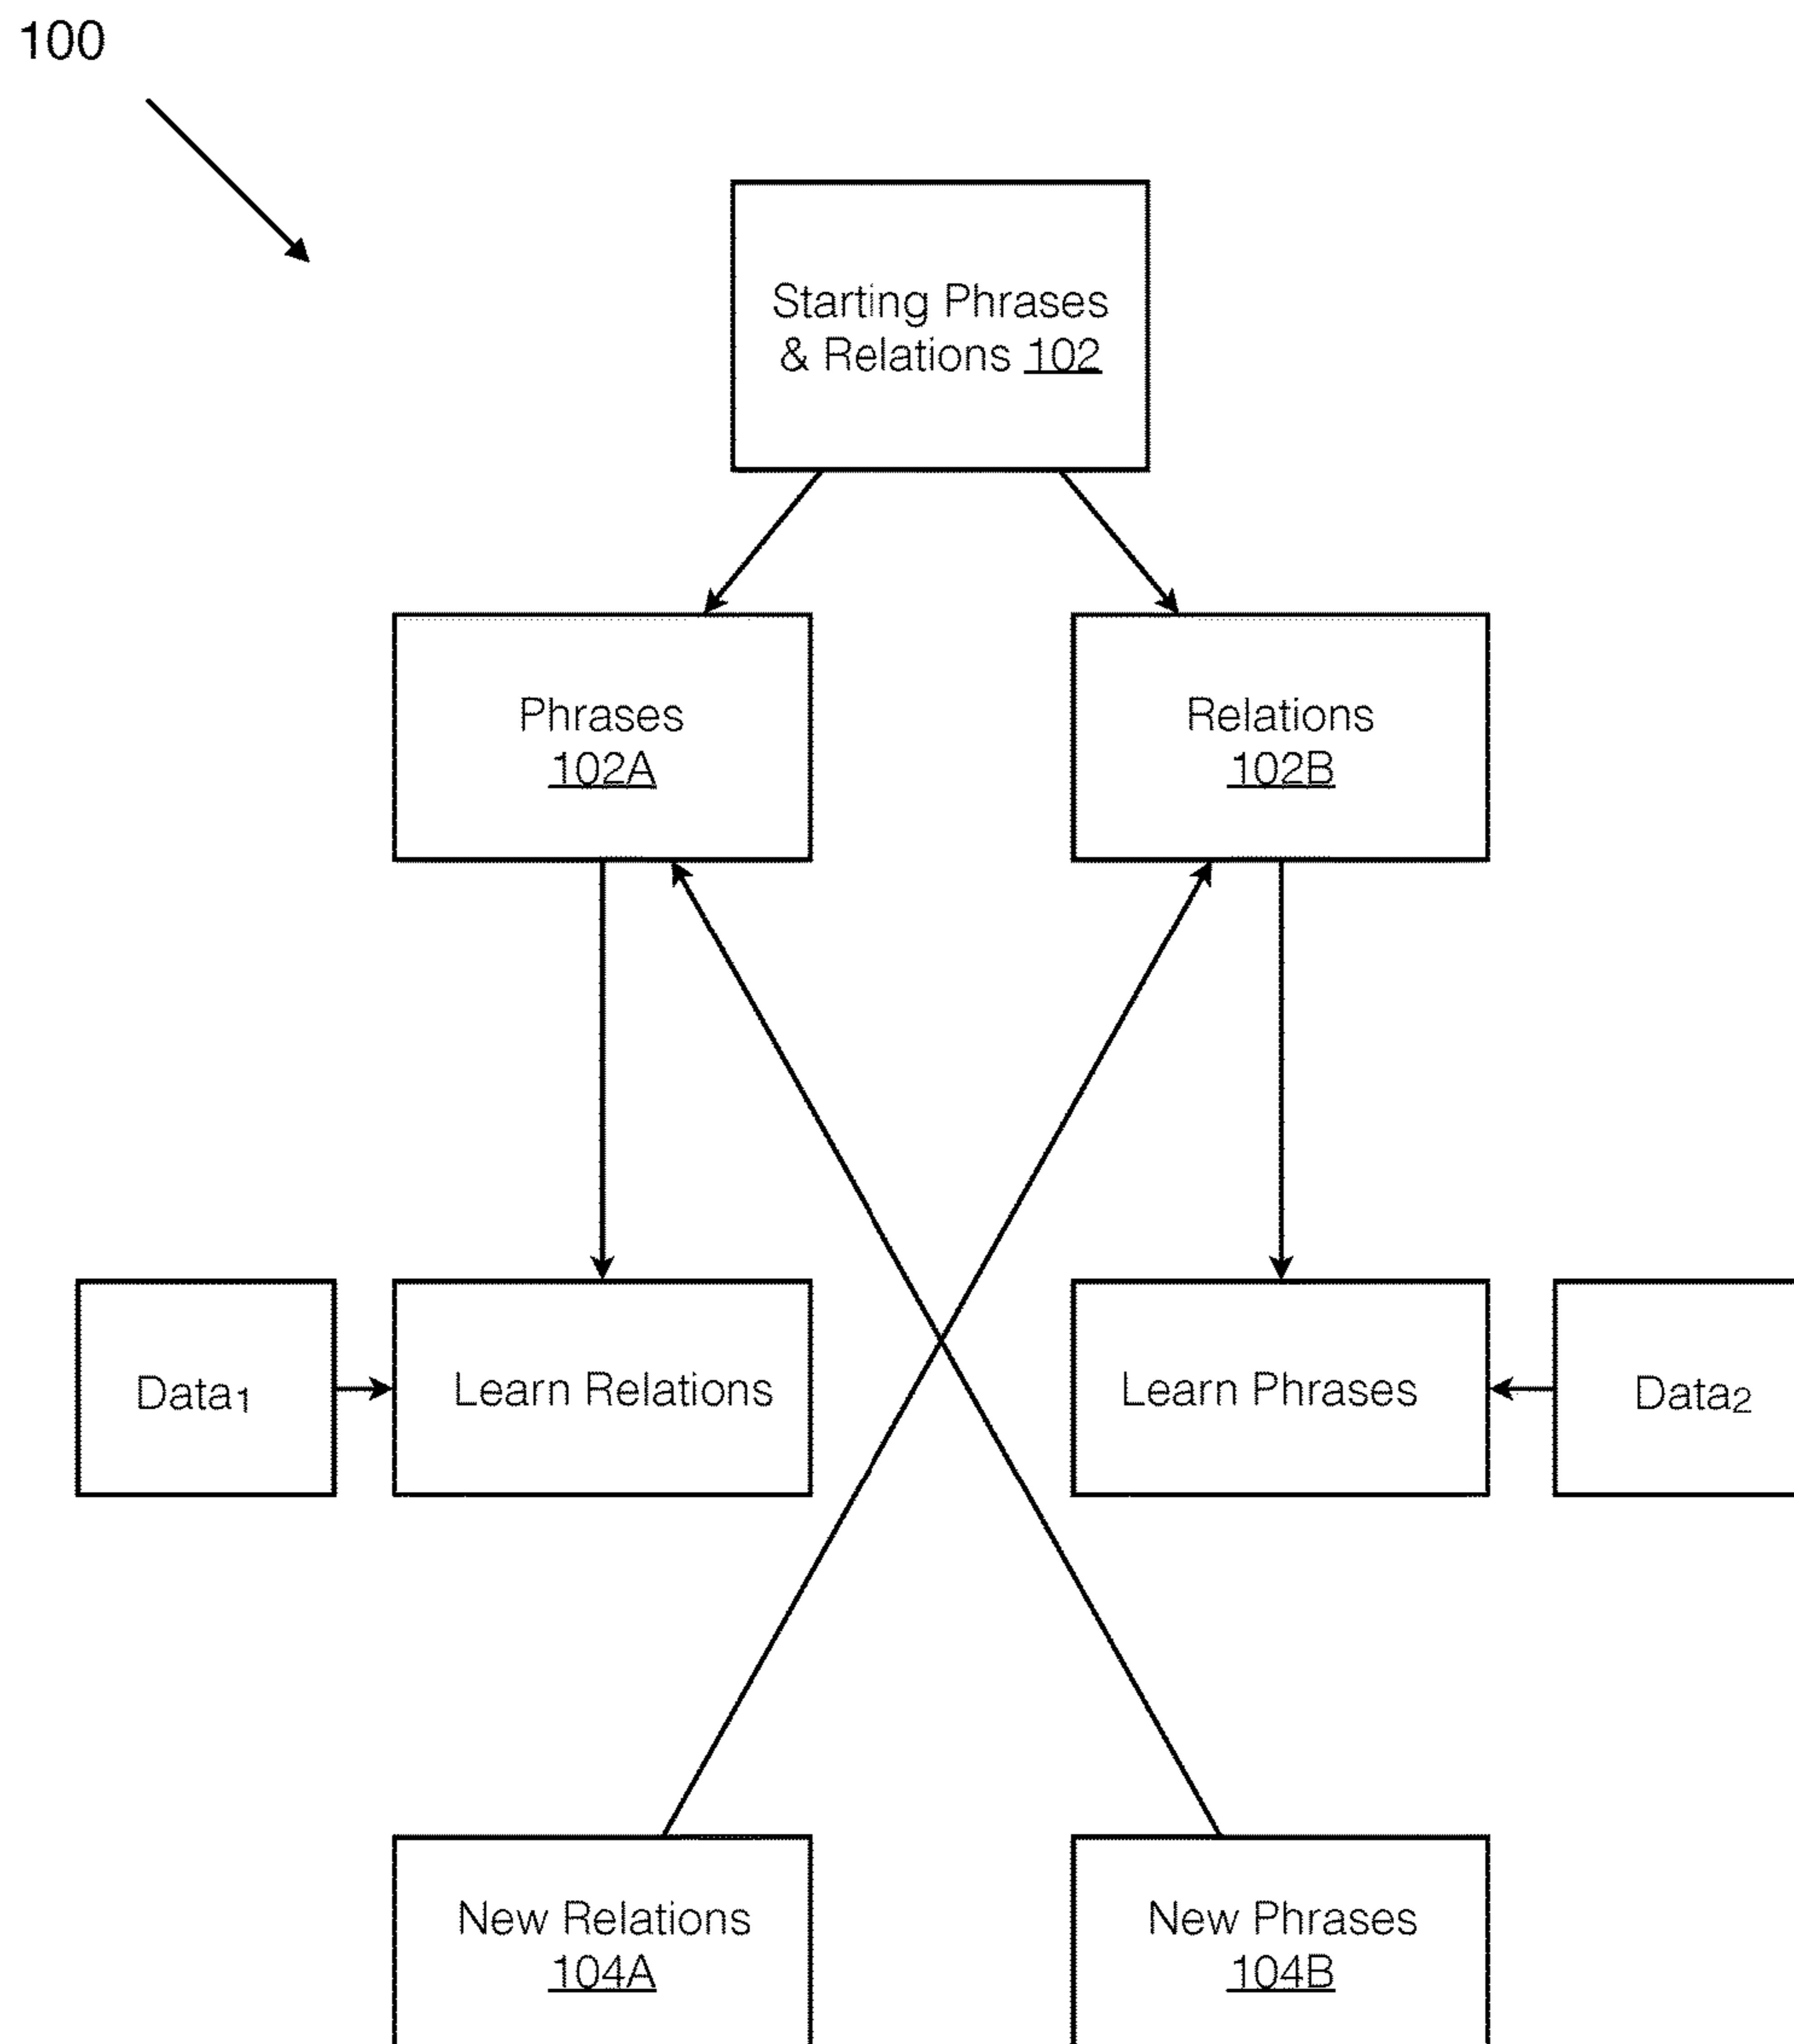 100
Starting Phrases
& Relations 102
Phrases
102A
Relations
102B
Data1
Learn Relations
Learn Phrases
Data2
New Relations
104A
New Phrases
104B